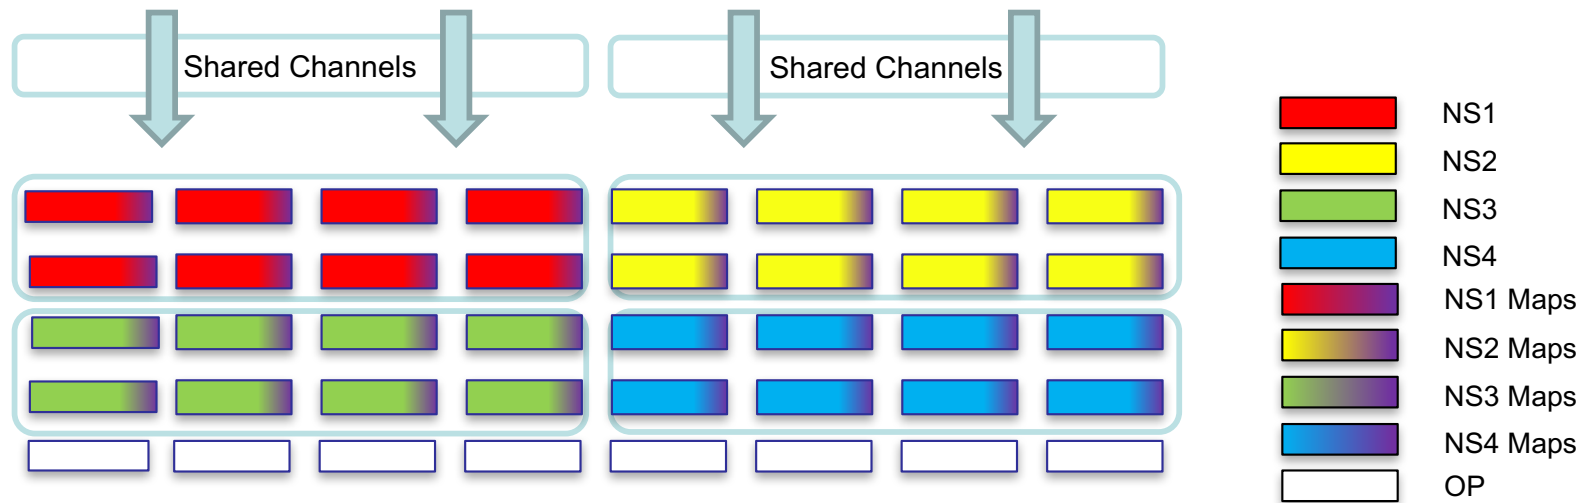 Shared Channels
Shared Channels
NS1
NS2
NS3
NS4
NS1 Maps
NS2 Maps
NS3 Maps
NS4 Maps
OP